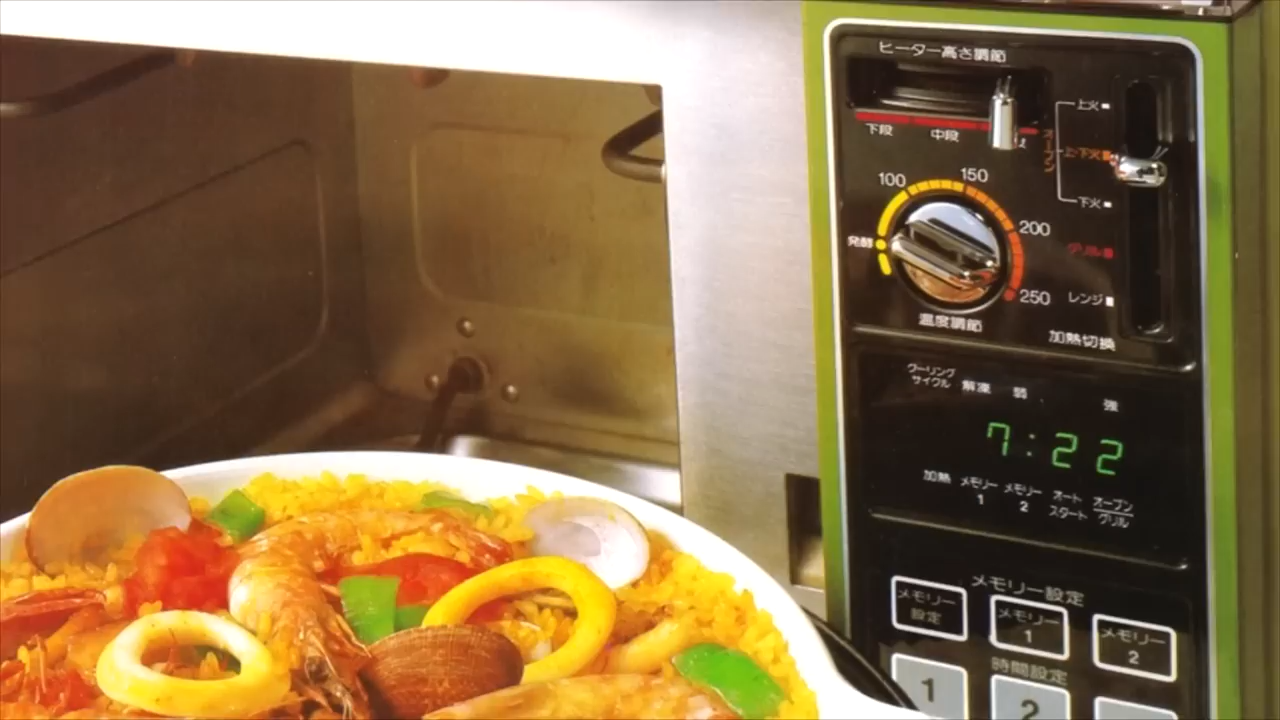 ヒーター高さ調節
下段 中段
オーブン
上火
上・下火
下火
グリル
レンジ
100 150 200 250
発酵
温度調節
加熱切換
クーリングサイクル 解凍 弱 強
7:22
加熱 メモリー1 メモリー2 オートスタート オーブン/グリル
メモリー設定
メモリー設定 メモリー1 メモリー2
時間設定
1 2